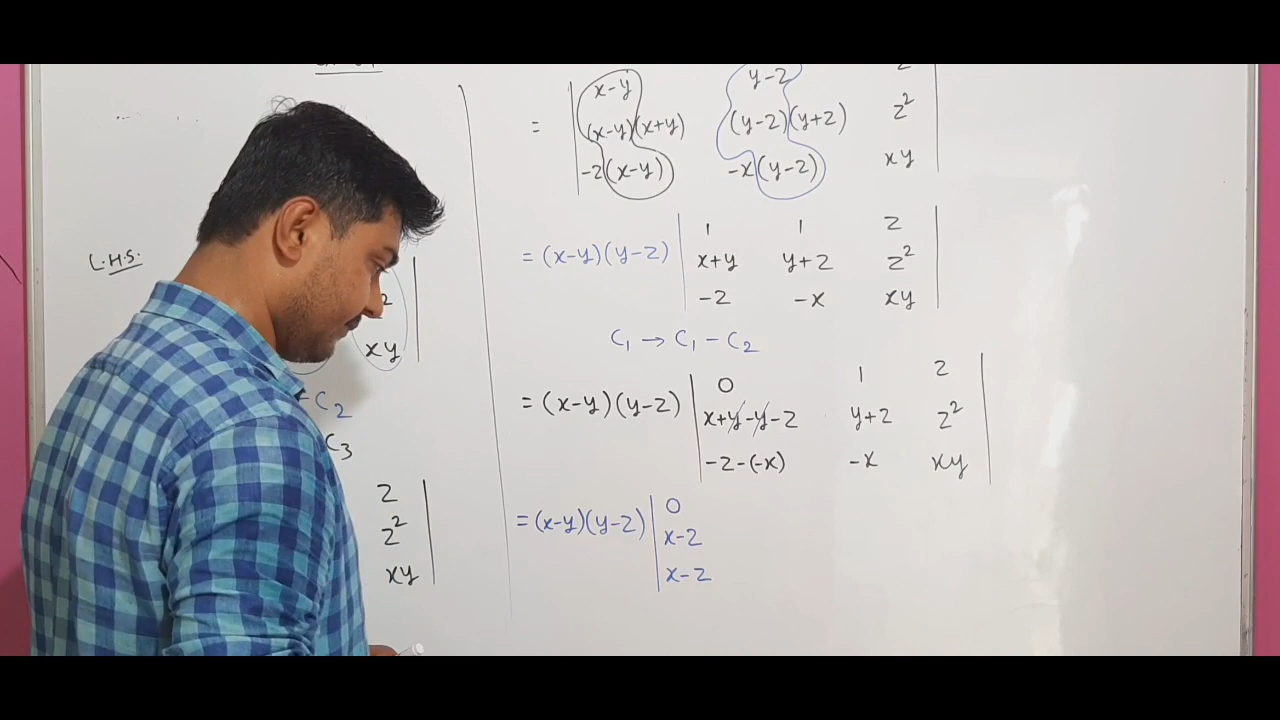 L.H.S.
xy
C2
C3
z
z²
xy
x-y y-z
= (x-y)(x+y) (y-z)(y+z) z²
-z(x-y) -x(y-z) xy
1 1 z
= (x-y)(y-z) x+y y+z z²
-z -x xy
C₁ → C₁ - C₂
0 1 z
= (x-y)(y-z) x+y-y-z y+z z²
-z-(-x) -x xy
0
= (x-y)(y-z) x-z
x-z